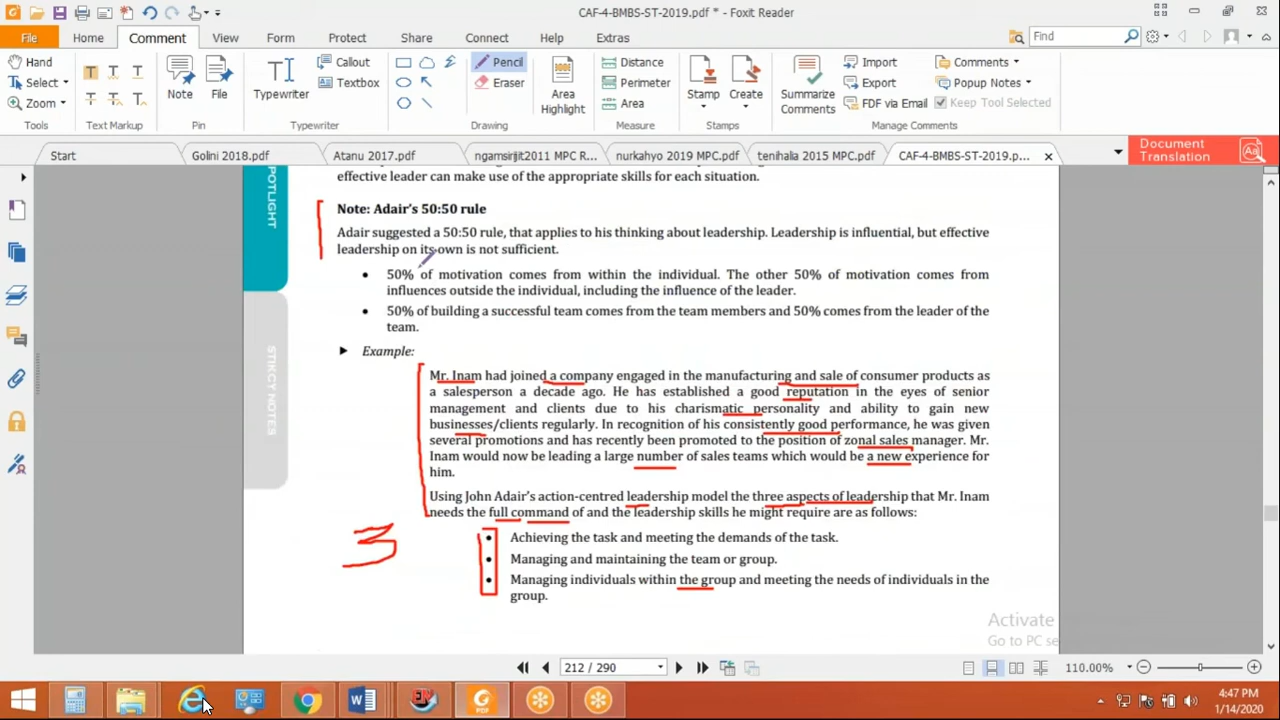 CAF-4-BMBS-ST-2019.pdf * - Foxit Reader
File Home Comment View Form Protect Share Connect Help Extras Find
Hand Select Zoom Tools
Text Markup
Note File Pin
Typewriter Callout Textbox Typewriter
Pencil Eraser Area Highlight Drawing
Distance Perimeter Area Measure
Stamp Create Stamps
Summarize Comments Import Export FDF via Email Comments Popup Notes Keep Tool Selected Manage Comments
Start Golini 2018.pdf Atanu 2017.pdf ngamsirijit2011 MPC R... nurkahyo 2019 MPC.pdf tenihalia 2015 MPC.pdf CAF-4-BMBS-ST-2019.p... Document Translation
POTLIGHT
STIKCY NOTES
effective leader can make use of the appropriate skills for each situation.
Note: Adair's 50:50 rule
Adair suggested a 50:50 rule, that applies to his thinking about leadership. Leadership is influential, but effective
leadership on its own is not sufficient.
• 50% of motivation comes from within the individual. The other 50% of motivation comes from
influences outside the individual, including the influence of the leader.
• 50% of building a successful team comes from the team members and 50% comes from the leader of the
team.
Example:
Mr. Inam had joined a company engaged in the manufacturing and sale of consumer products as
a salesperson a decade ago. He has established a good reputation in the eyes of senior
management and clients due to his charismatic personality and ability to gain new
businesses/clients regularly. In recognition of his consistently good performance, he was given
several promotions and has recently been promoted to the position of zonal sales manager. Mr.
Inam would now be leading a large number of sales teams which would be a new experience for
him.
Using John Adair's action-centred leadership model the three aspects of leadership that Mr. Inam
needs the full command of and the leadership skills he might require are as follows:
3
• Achieving the task and meeting the demands of the task.
• Managing and maintaining the team or group.
• Managing individuals within the group and meeting the needs of individuals in the
group.
Activate
Go to PC se
212 / 290 110.00%
4:47 PM
1/14/2020